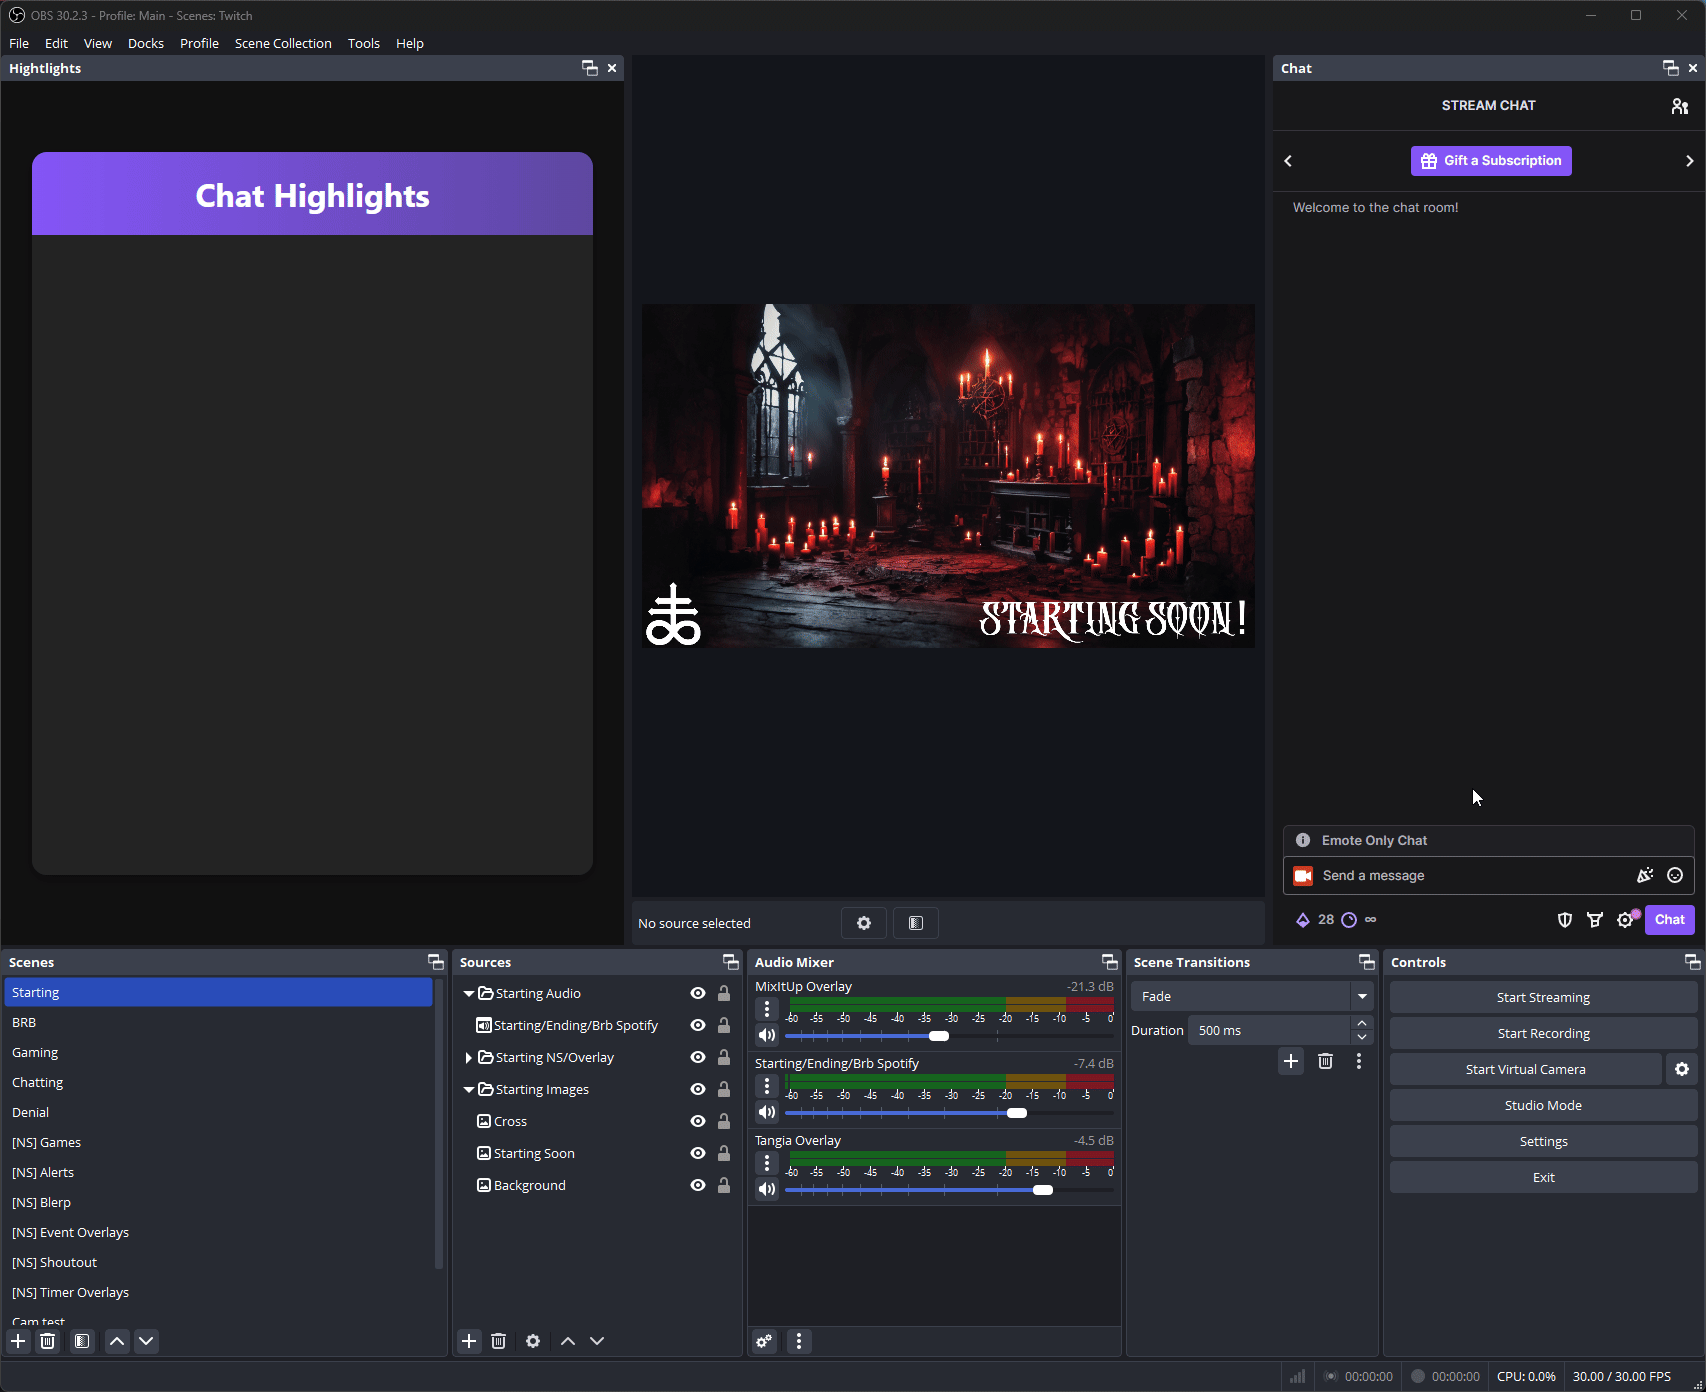 OBS 30.2.3 - Profile: Main - Scenes: Twitch
File Edit View Docks Profile Scene Collection Tools Help
Hightlights
Chat Highlights
STARTING SOON!
No source selected
Chat
STREAM CHAT
Gift a Subscription
Welcome to the chat room!
Emote Only Chat
Send a message
28 ∞ Chat
Scenes
Starting
BRB
Gaming
Chatting
Denial
[NS] Games
[NS] Alerts
[NS] Blerp
[NS] Event Overlays
[NS] Shoutout
[NS] Timer Overlays
Cam test
Sources
Starting Audio
Starting/Ending/Brb Spotify
Starting NS/Overlay
Starting Images
Cross
Starting Soon
Background
Audio Mixer
MixItUp Overlay -21.3 dB
-60 -55 -50 -45 -40 -35 -30 -25 -20 -15 -10 -5 0
Starting/Ending/Brb Spotify -7.4 dB
-60 -55 -50 -45 -40 -35 -30 -25 -20 -15 -10 -5 0
Tangia Overlay -4.5 dB
-60 -55 -50 -45 -40 -35 -30 -25 -20 -15 -10 -5 0
Scene Transitions
Fade
Duration 500 ms
Controls
Start Streaming
Start Recording
Start Virtual Camera
Studio Mode
Settings
Exit
00:00:00 00:00:00 CPU: 0.0% 30.00 / 30.00 FPS